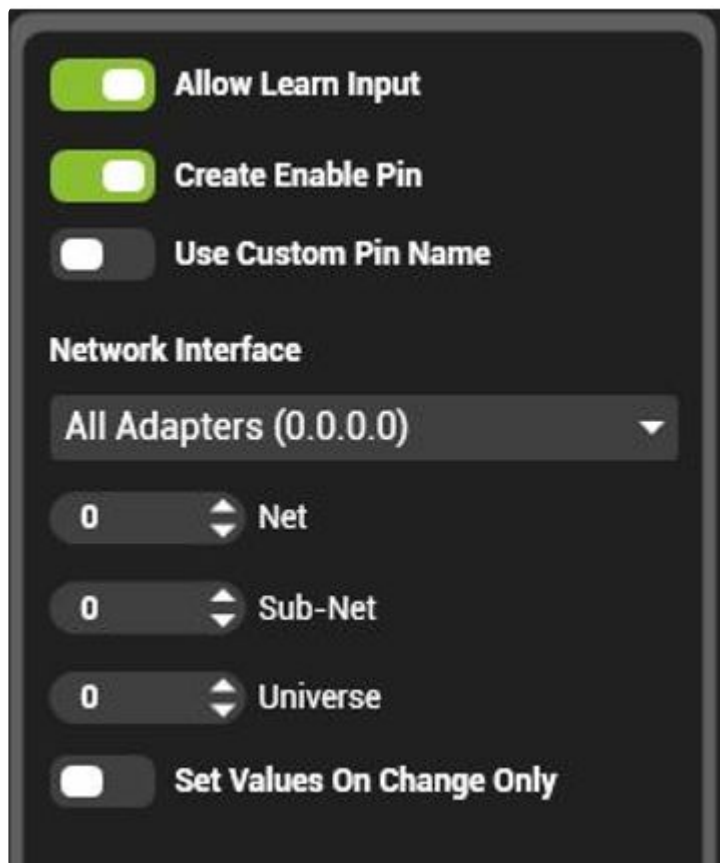 Allow Learn Input
Create Enable Pin
Use Custom Pin Name
Network Interface
All Adapters (0.0.0.0)
0 Net
0 Sub-Net
0 Universe
Set Values On Change Only